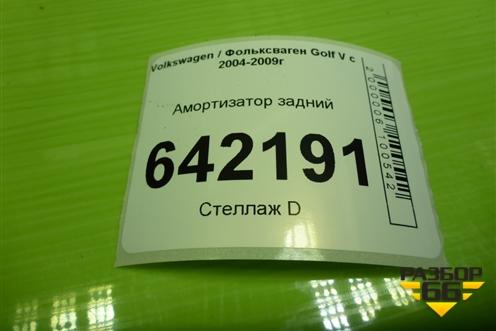 Volkswagen / Фольксваген Golf V с
2004-2009г
Амортизатор задний
642191
Стеллаж D
2000006100542
РАЗБОР
66